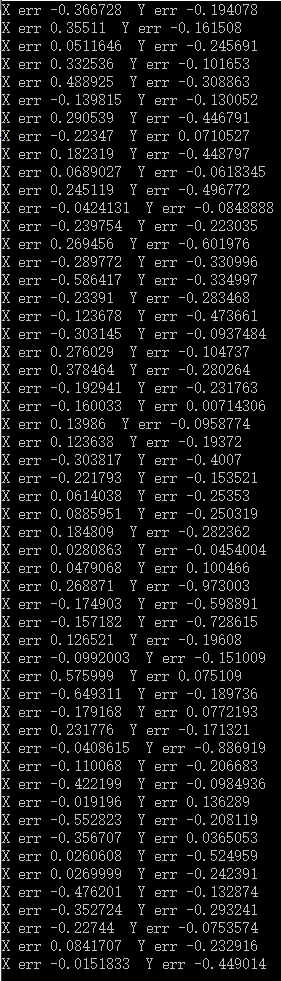 X err -0.366728  Y err -0.194078
X err 0.35511  Y err -0.161508
X err 0.0511646  Y err -0.245691
X err 0.332536  Y err -0.101653
X err 0.488925  Y err -0.308863
X err -0.139815  Y err -0.130052
X err 0.290539  Y err -0.446791
X err -0.22347  Y err 0.0710527
X err 0.182319  Y err -0.448797
X err 0.0689027  Y err -0.0618345
X err 0.245119  Y err -0.496772
X err -0.0424131  Y err -0.0848888
X err -0.239754  Y err -0.223035
X err 0.269456  Y err -0.601976
X err -0.289772  Y err -0.330996
X err -0.586417  Y err -0.334997
X err -0.23391  Y err -0.283468
X err -0.123678  Y err -0.473661
X err -0.303145  Y err -0.0937484
X err 0.276029  Y err -0.104737
X err 0.378464  Y err -0.280264
X err -0.192941  Y err -0.231763
X err -0.160033  Y err 0.00714306
X err 0.13986  Y err -0.0958774
X err 0.123638  Y err -0.19372
X err -0.303817  Y err -0.4007
X err -0.221793  Y err -0.153521
X err 0.0614038  Y err -0.25353
X err 0.0885951  Y err -0.250319
X err 0.184809  Y err -0.282362
X err 0.0280863  Y err -0.0454004
X err 0.0479068  Y err 0.100466
X err 0.268871  Y err -0.973003
X err -0.174903  Y err -0.598891
X err -0.157182  Y err -0.728615
X err 0.126521  Y err -0.19608
X err -0.0992003  Y err -0.151009
X err 0.575999  Y err 0.075109
X err -0.649311  Y err -0.189736
X err -0.179168  Y err 0.0772193
X err 0.231776  Y err -0.171321
X err -0.0408615  Y err -0.886919
X err -0.110068  Y err -0.206683
X err -0.422199  Y err -0.0984936
X err -0.019196  Y err 0.136289
X err -0.552823  Y err -0.208119
X err -0.356707  Y err 0.0365053
X err 0.0260608  Y err -0.524959
X err 0.0269999  Y err -0.242391
X err -0.476201  Y err -0.132874
X err -0.352724  Y err -0.293241
X err -0.22744  Y err -0.0753574
X err 0.0841707  Y err -0.232916
X err -0.0151833  Y err -0.449014